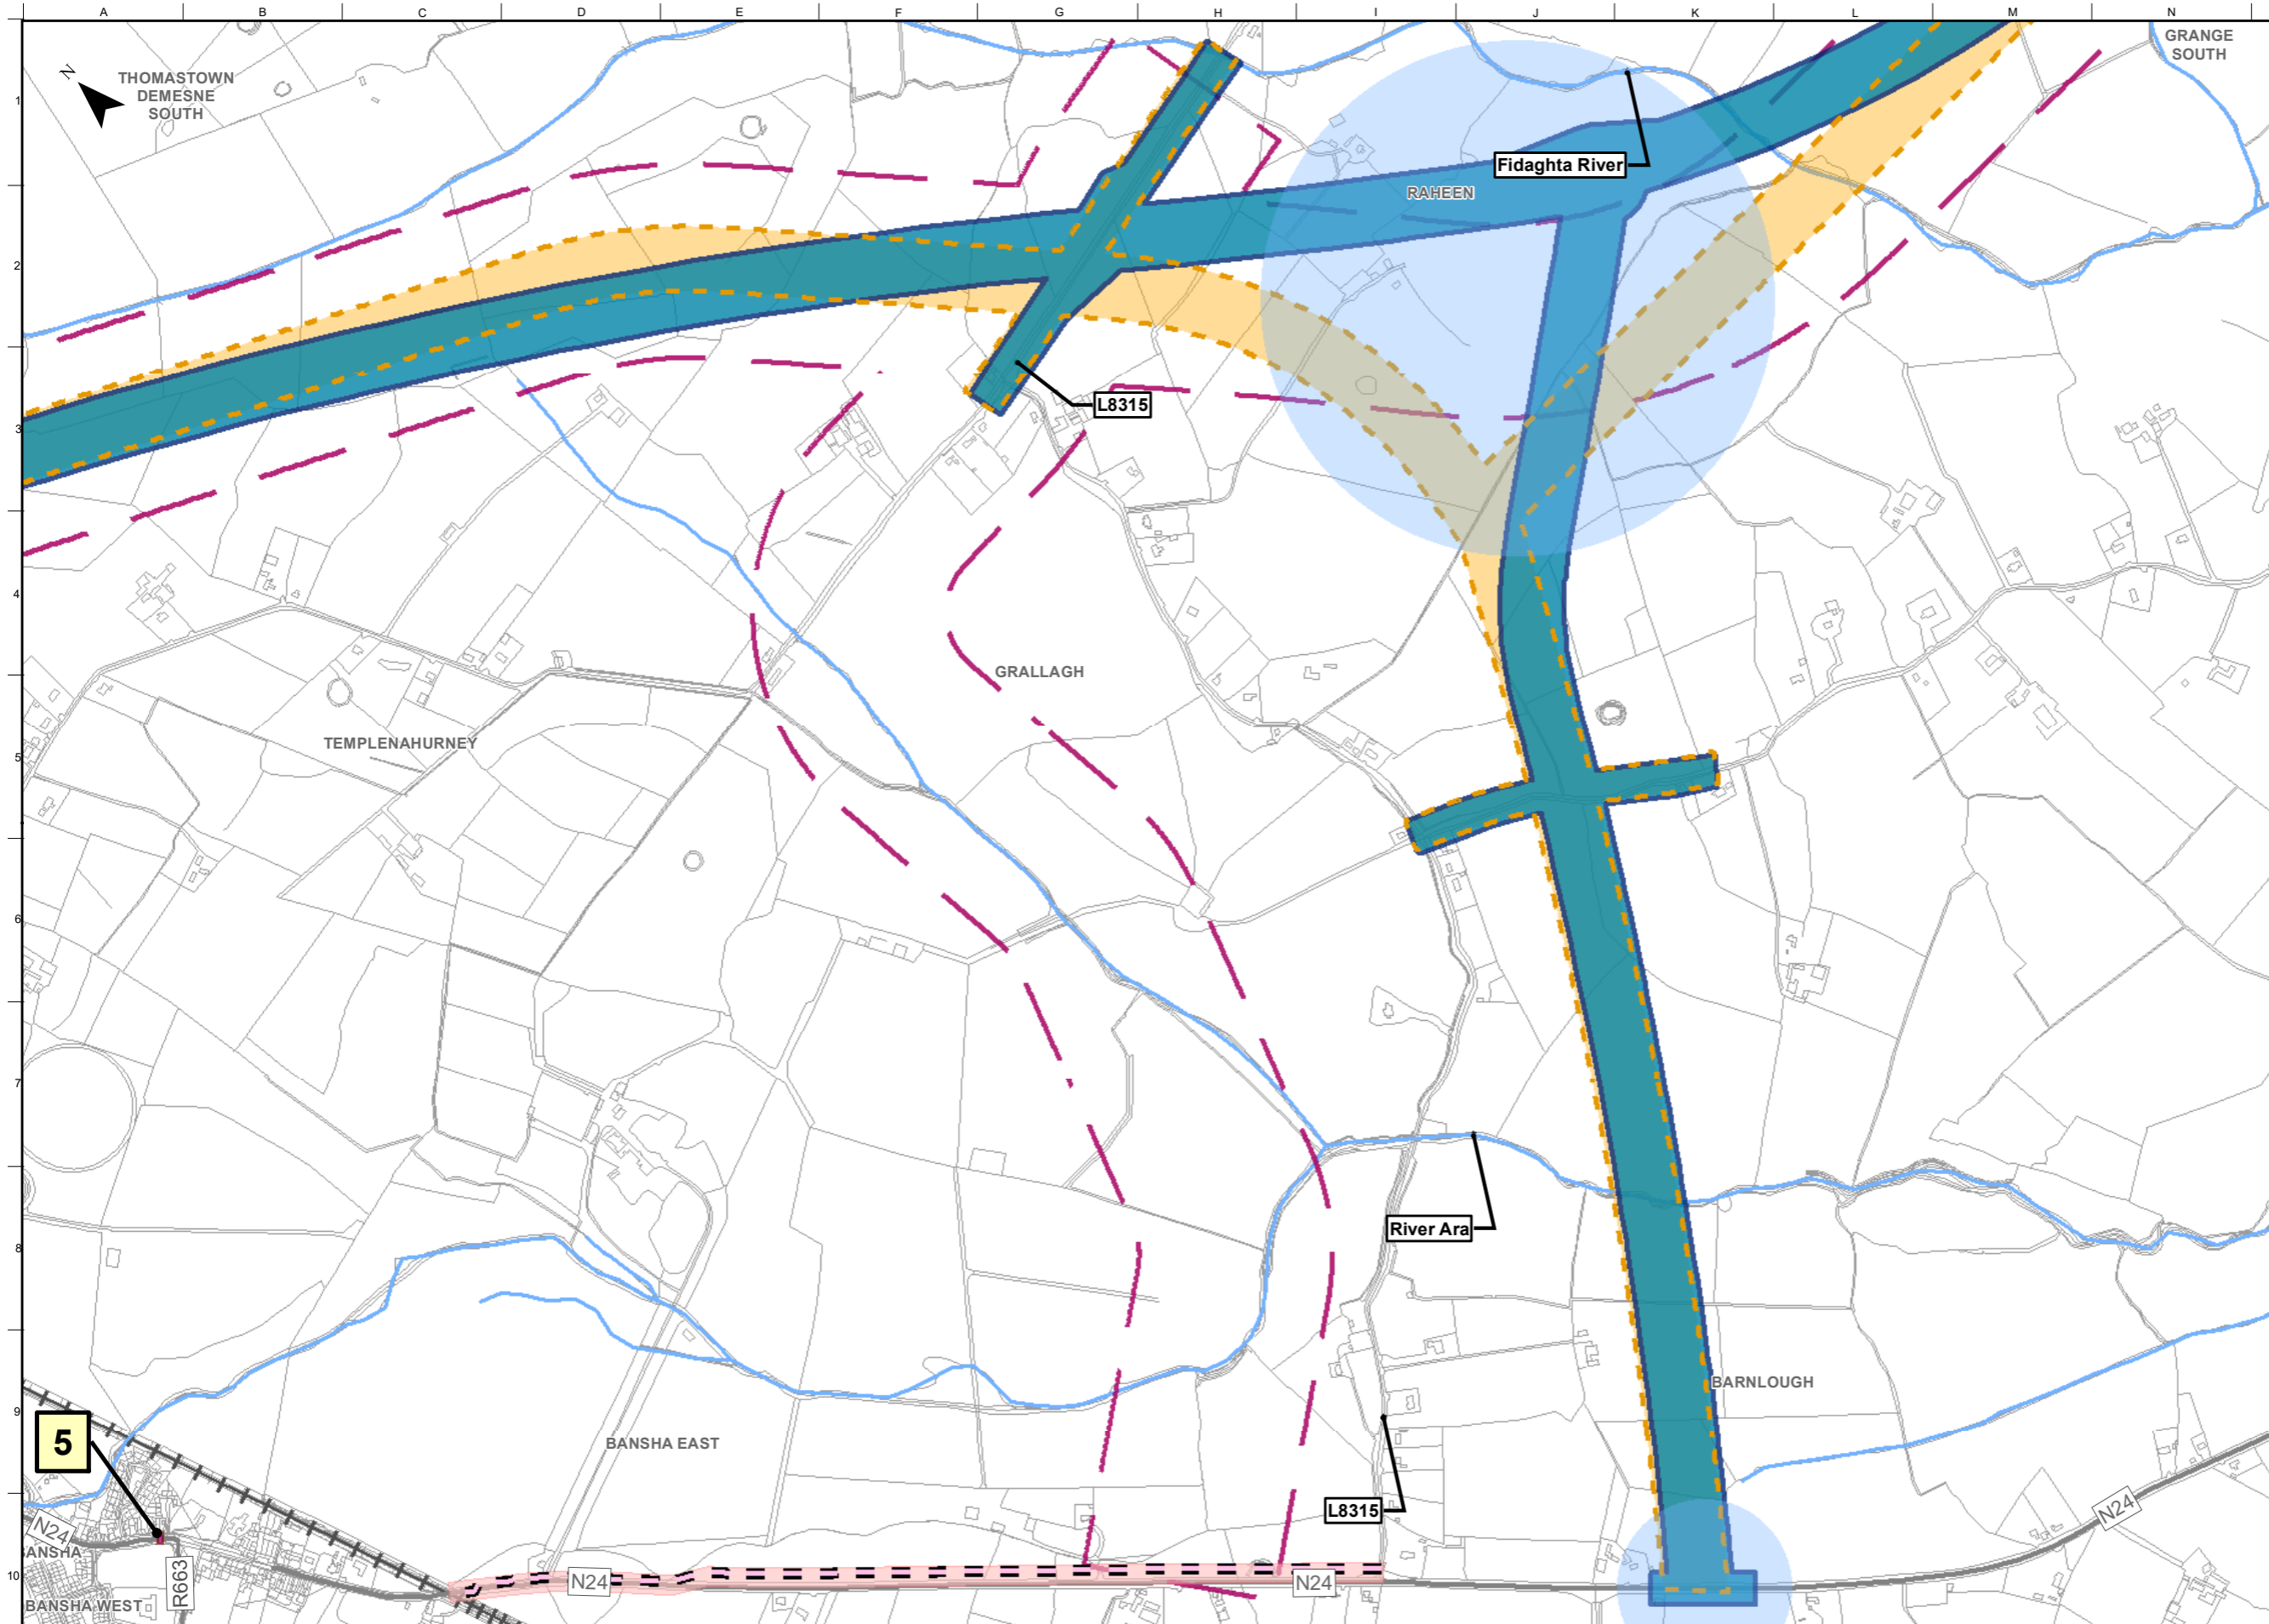 A B C D E F G H I J K L M N
GRANGE
SOUTH
N
THOMASTOWN
DEMESNE
SOUTH
1
Fidaghta River
RAHEEN
2
L8315
3
4
GRALLAGH
TEMPLENAHURNEY
5
6
7
River Ara
8
BARNLOUGH
9
5
BANSHA EAST
L8315
N24
N24
BANSHA
R663
N24
N24
10
BANSHA WEST